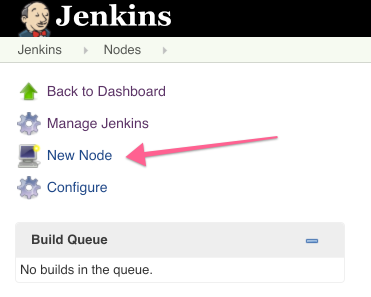 Jenkins
Jenkins Nodes
Back to Dashboard
Manage Jenkins
New Node
Configure
Build Queue
No builds in the queue.